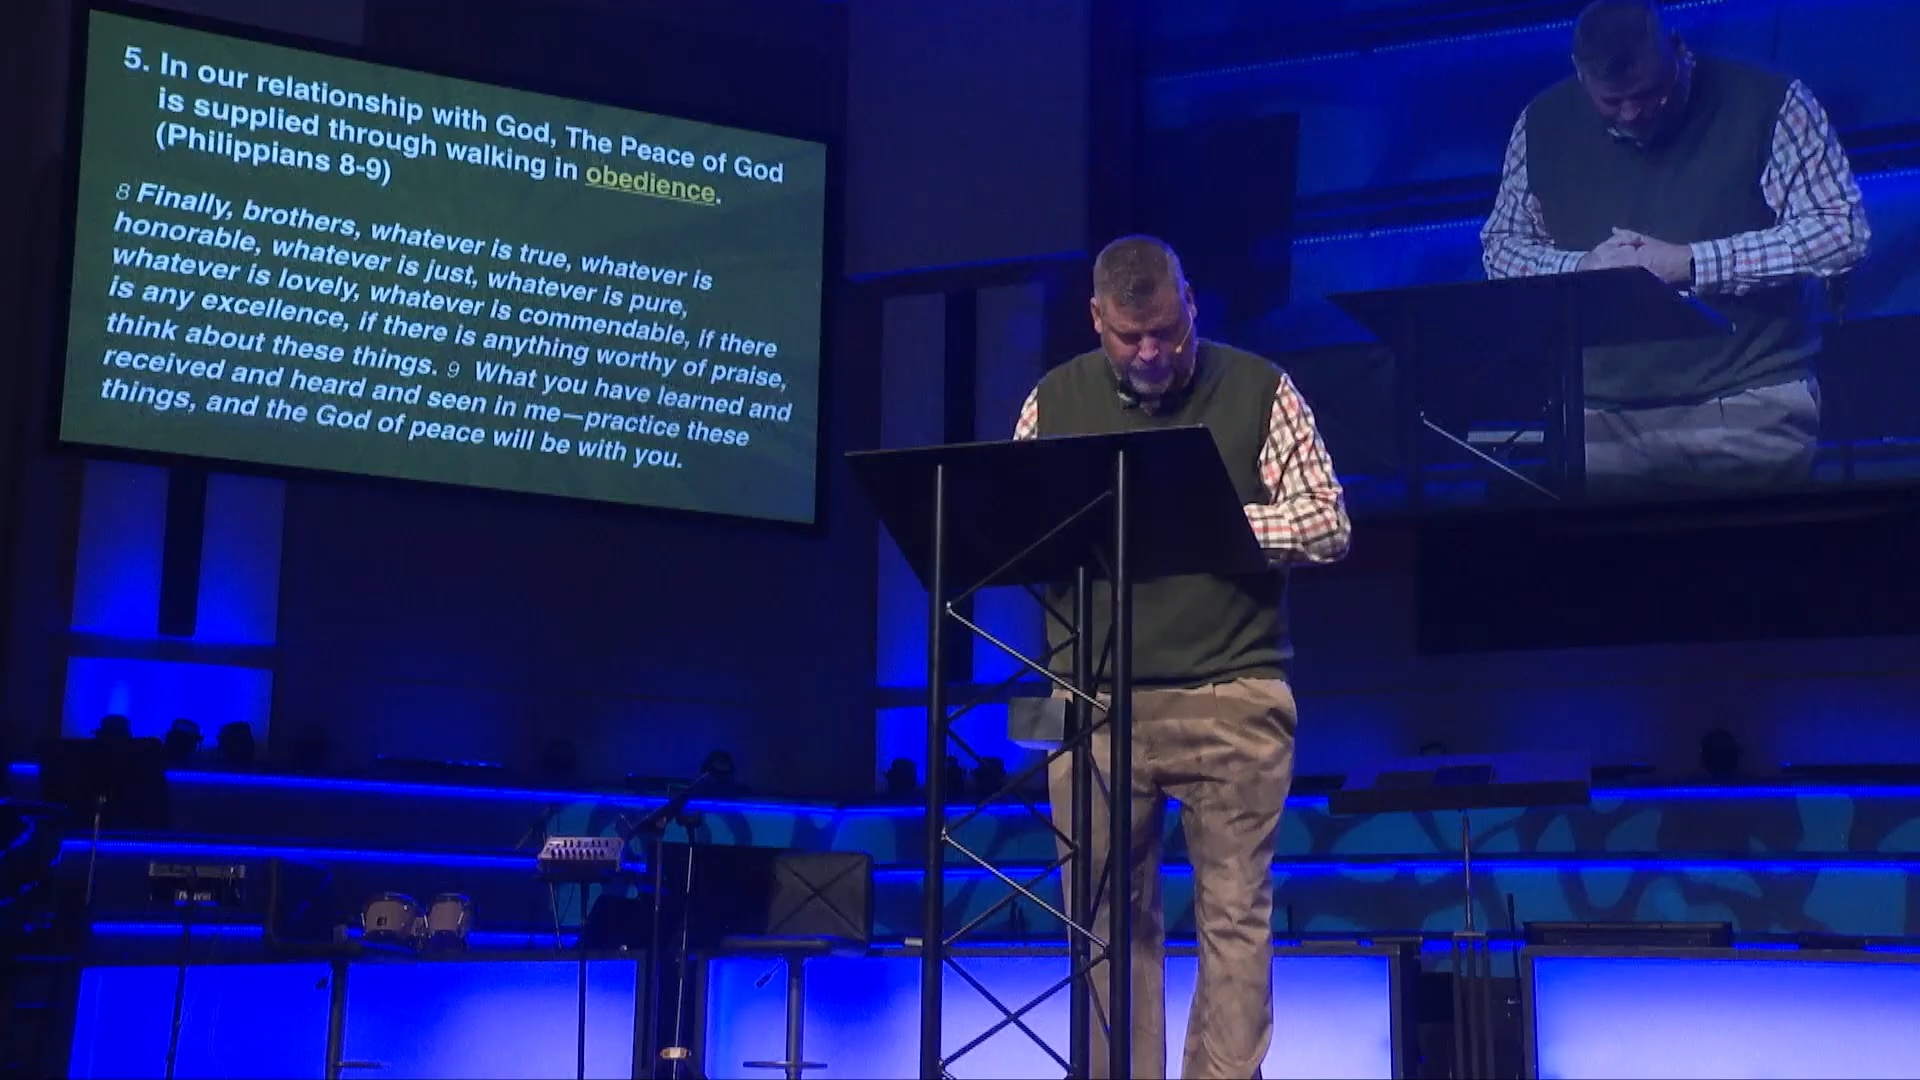 5. In our relationship with God, The Peace of God
is supplied through walking in obedience.
(Philippians 8-9)
8 Finally, brothers, whatever is true, whatever is
honorable, whatever is just, whatever is pure,
whatever is lovely, whatever is commendable, if there
is any excellence, if there is anything worthy of praise,
think about these things. 9 What you have learned and
received and heard and seen in me—practice these
things, and the God of peace will be with you.